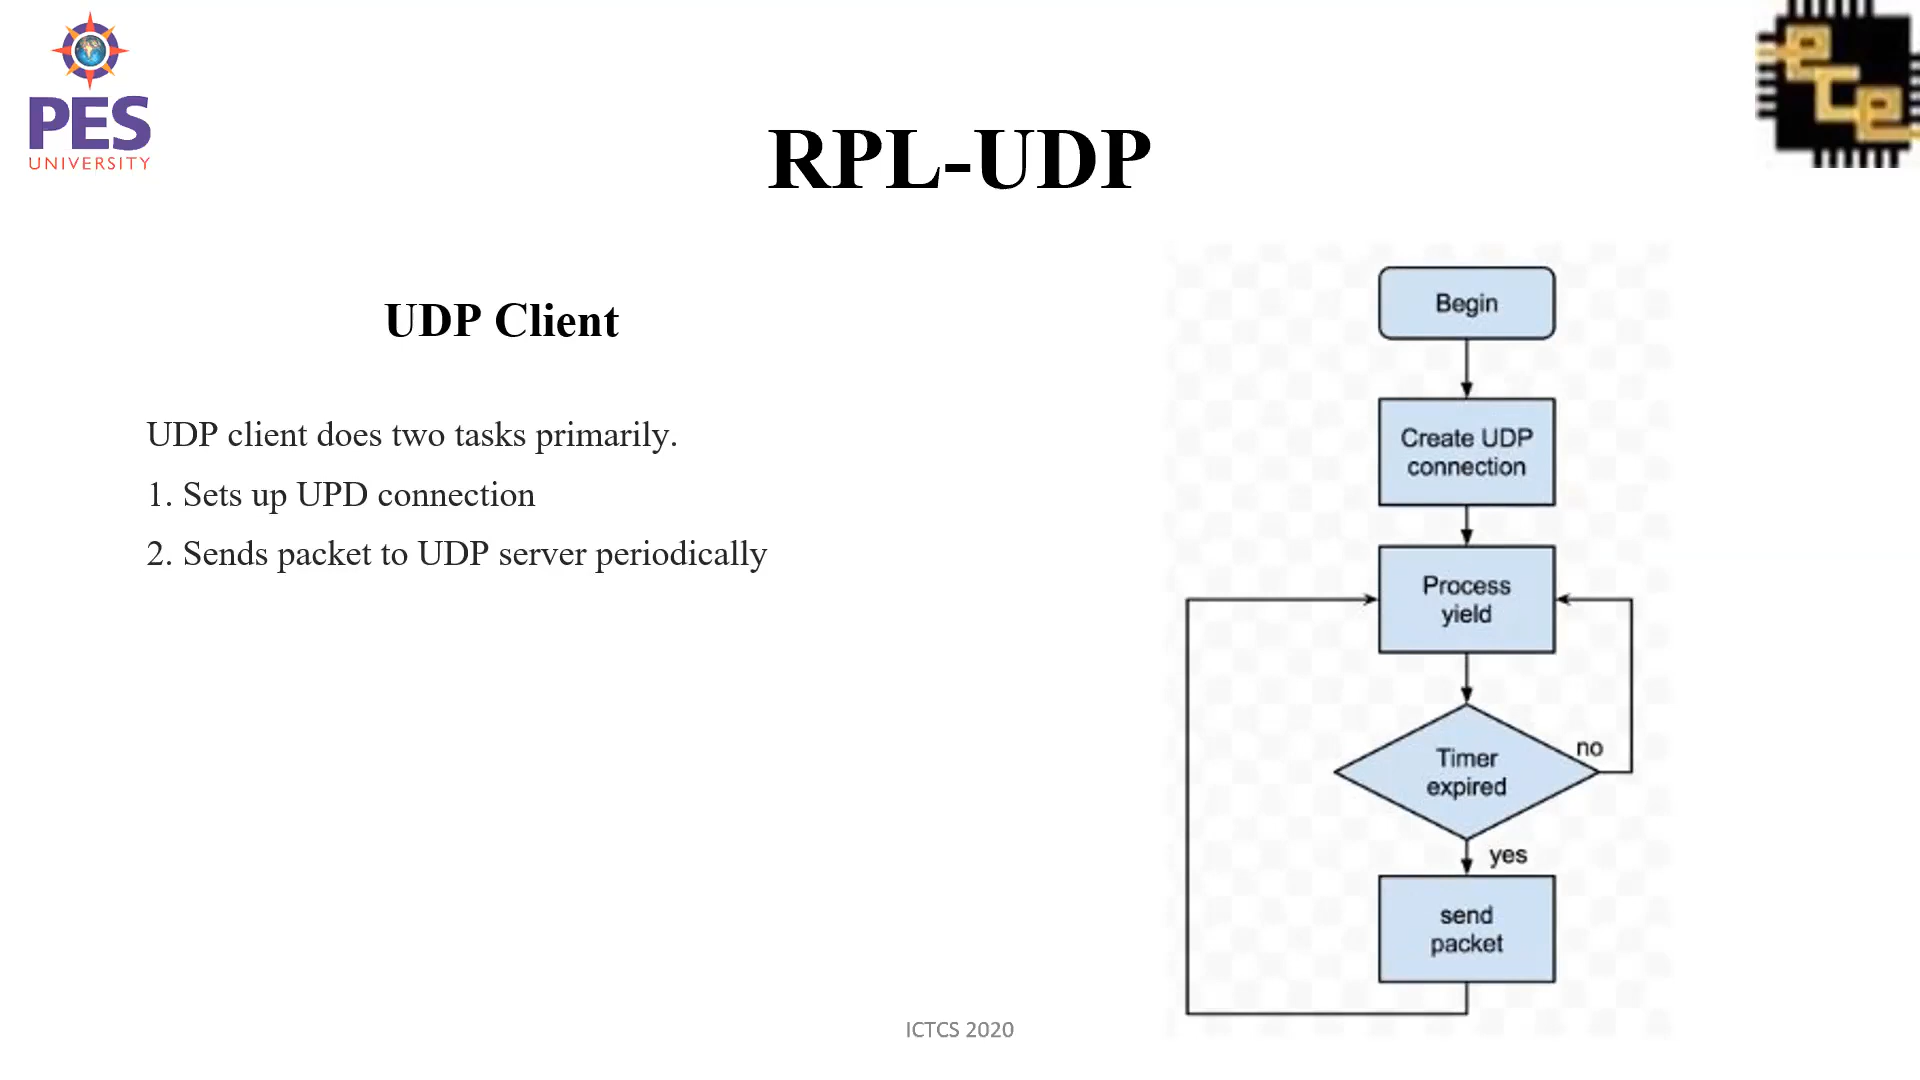 PES
UNIVERSITY
ece
RPL-UDP
UDP Client
UDP client does two tasks primarily.
1. Sets up UPD connection
2. Sends packet to UDP server periodically
Begin
Create UDP
connection
Process
yield
Timer
expired
no
yes
send
packet
ICTCS 2020